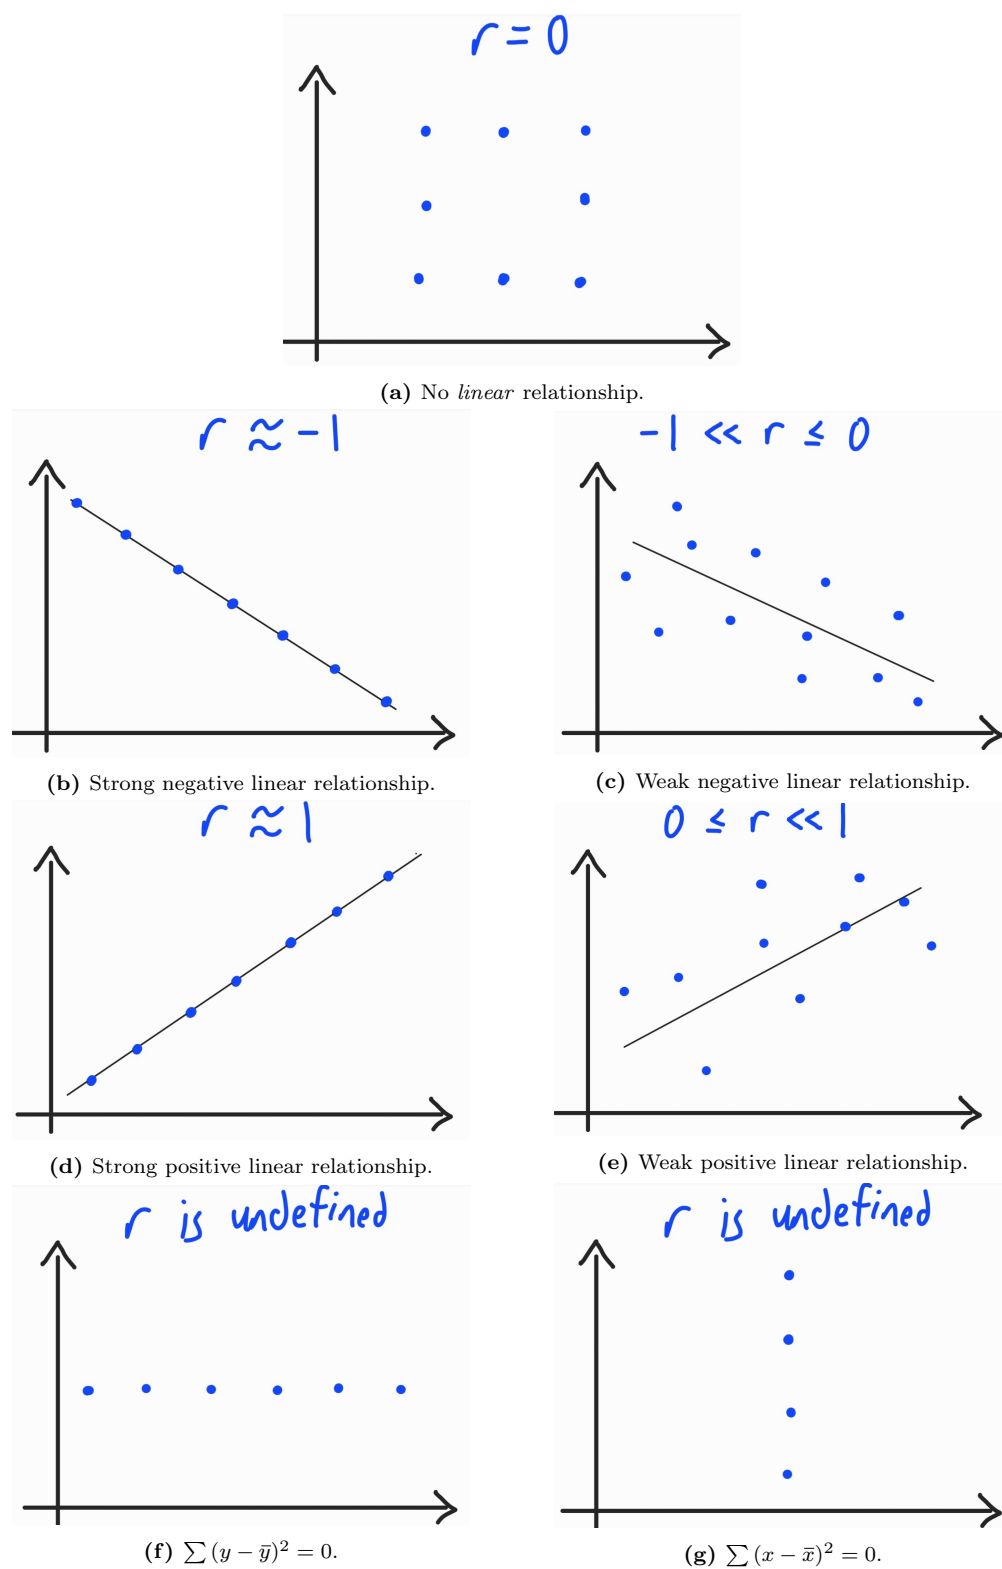 r = 0
(a) No linear relationship.
r ≈ -1
-1 << r ≤ 0
(b) Strong negative linear relationship.
(c) Weak negative linear relationship.
r ≈ 1
0 ≤ r << 1
(d) Strong positive linear relationship.
(e) Weak positive linear relationship.
r is undefined
r is undefined
(f) ∑ (y − ȳ)² = 0.
(g) ∑ (x − x̄)² = 0.